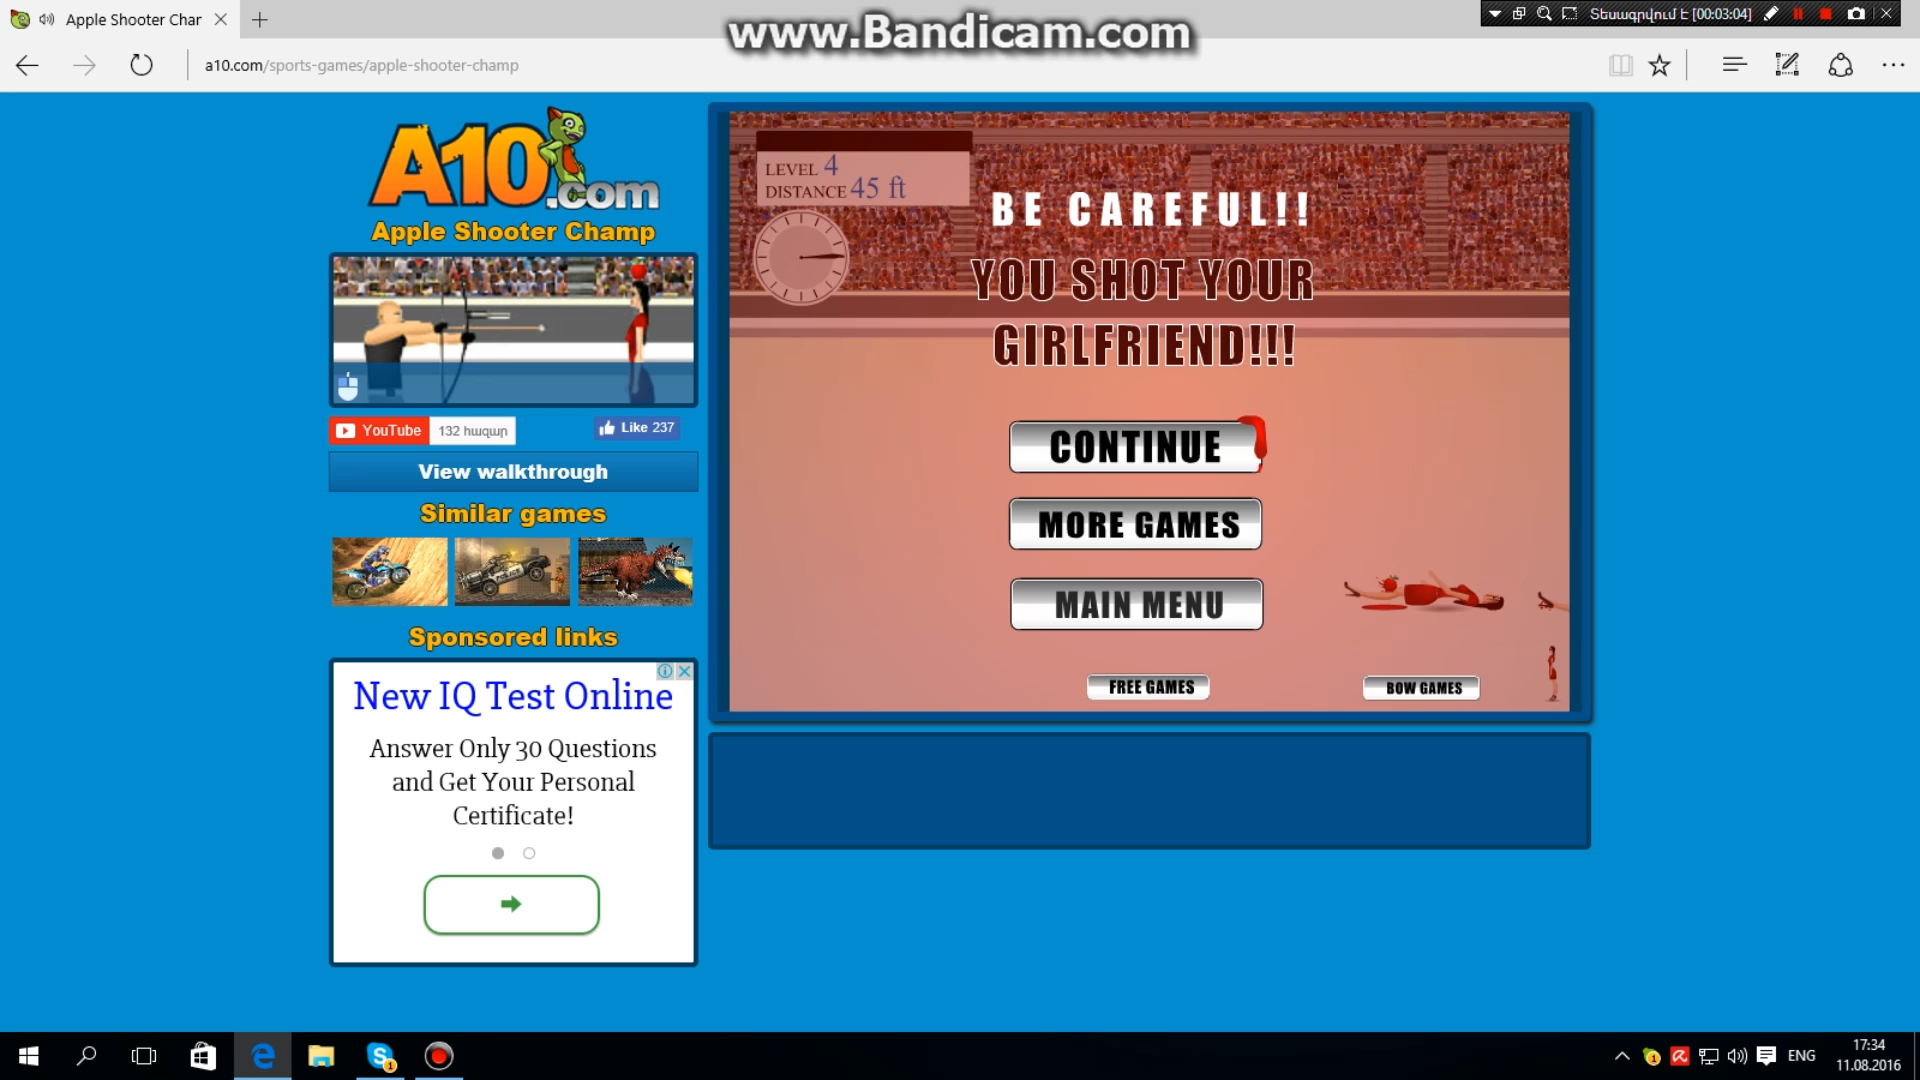 Apple Shooter Char
www.Bandicam.com
Տեսագրվում է [00:03:04]
a10.com/sports-games/apple-shooter-champ
A10.com
Apple Shooter Champ
YouTube 132 հազար
Like 237
View walkthrough
Similar games
Sponsored links
New IQ Test Online
Answer Only 30 Questions
and Get Your Personal
Certificate!
LEVEL 4
DISTANCE 45 ft
BE CAREFUL!!
YOU SHOT YOUR
GIRLFRIEND!!!
CONTINUE
MORE GAMES
MAIN MENU
FREE GAMES
BOW GAMES
1
1
ENG
17:34
11.08.2016